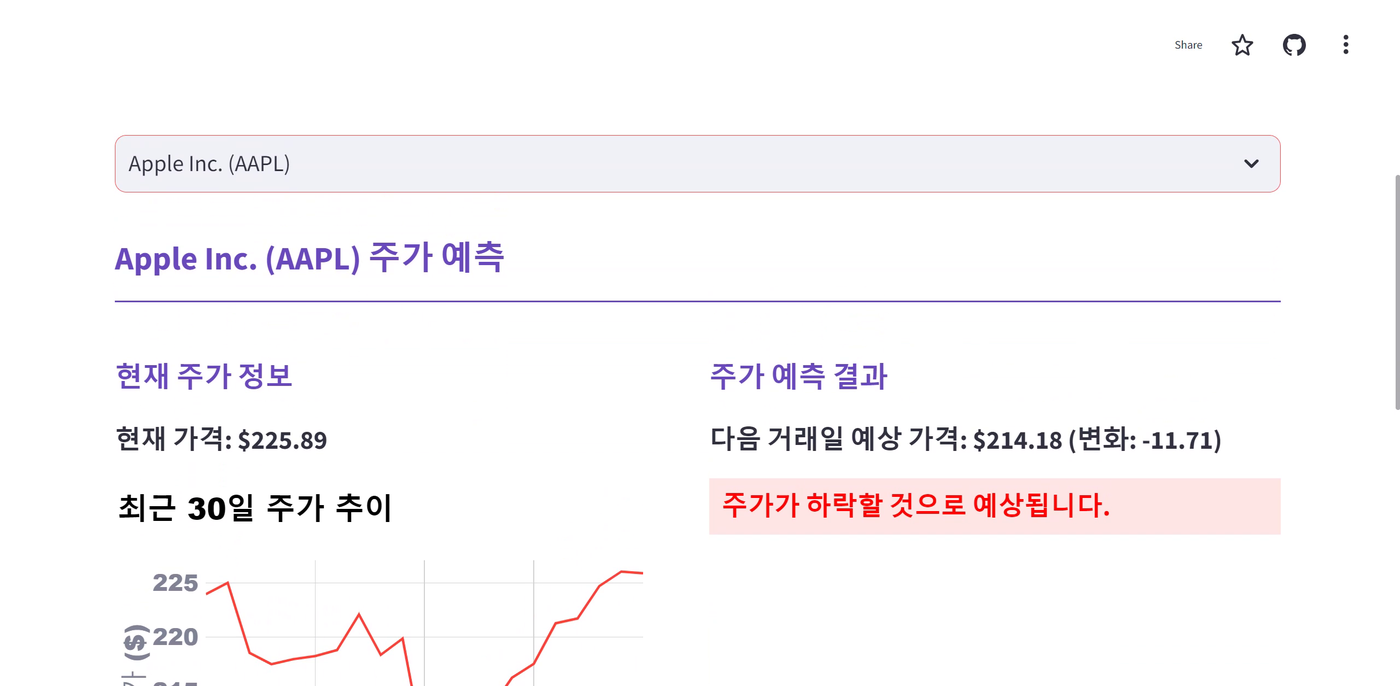 Share
Apple Inc. (AAPL)
Apple Inc. (AAPL) 주가 예측
현재 주가 정보
현재 가격: $225.89
최근 30일 주가 추이
225
220
($)
주가 예측 결과
다음 거래일 예상 가격: $214.18 (변화: -11.71)
주가가 하락할 것으로 예상됩니다.